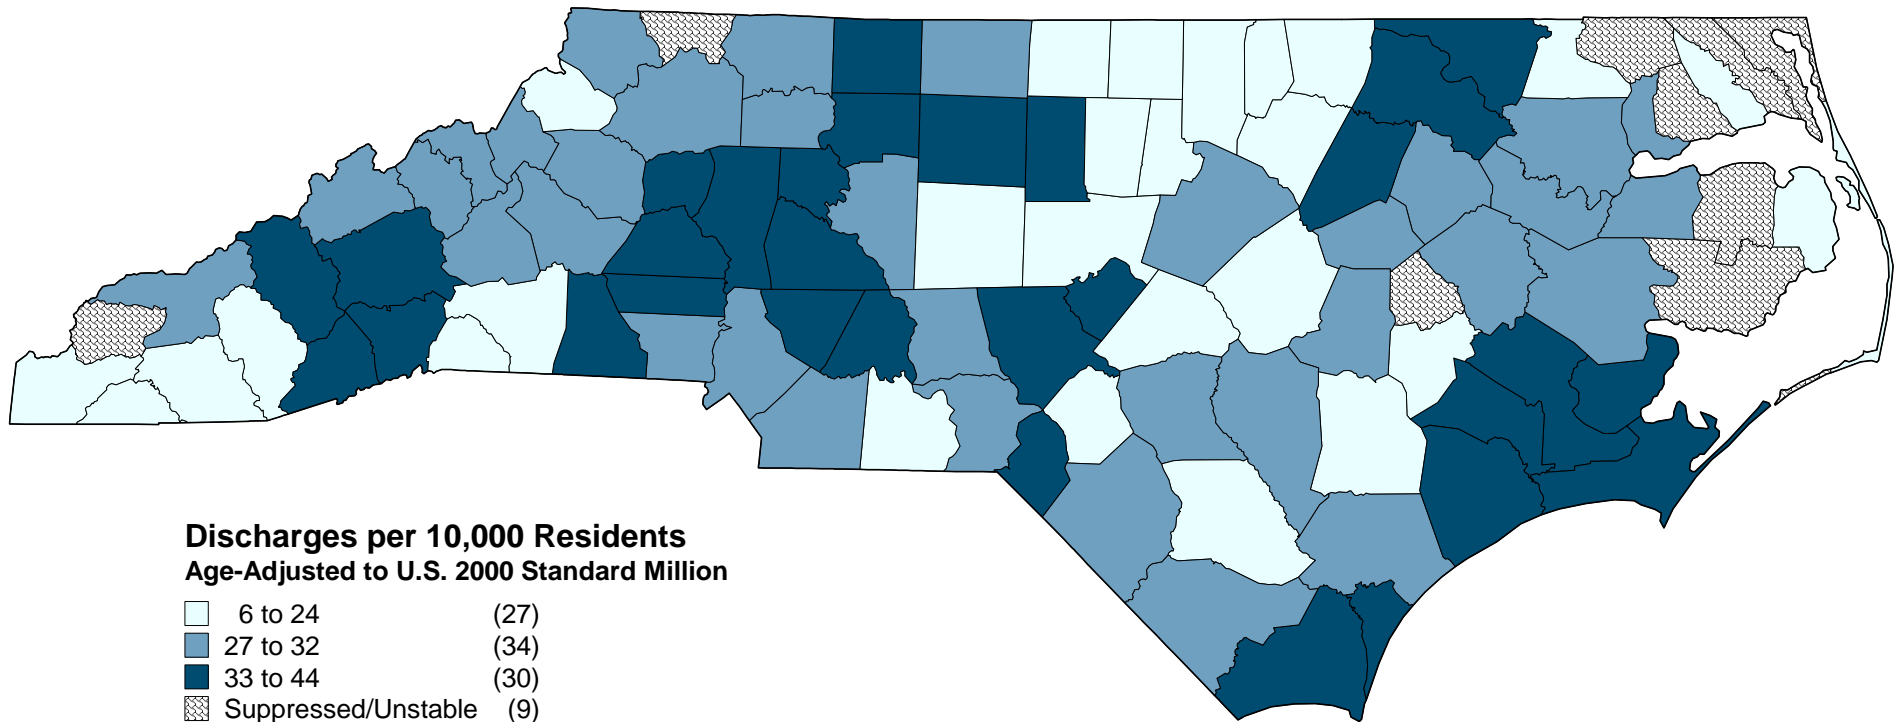 Discharges per 10,000 Residents
Age-Adjusted to U.S. 2000 Standard Million
6 to 24 (27)
27 to 32 (34)
33 to 44 (30)
Suppressed/Unstable (9)